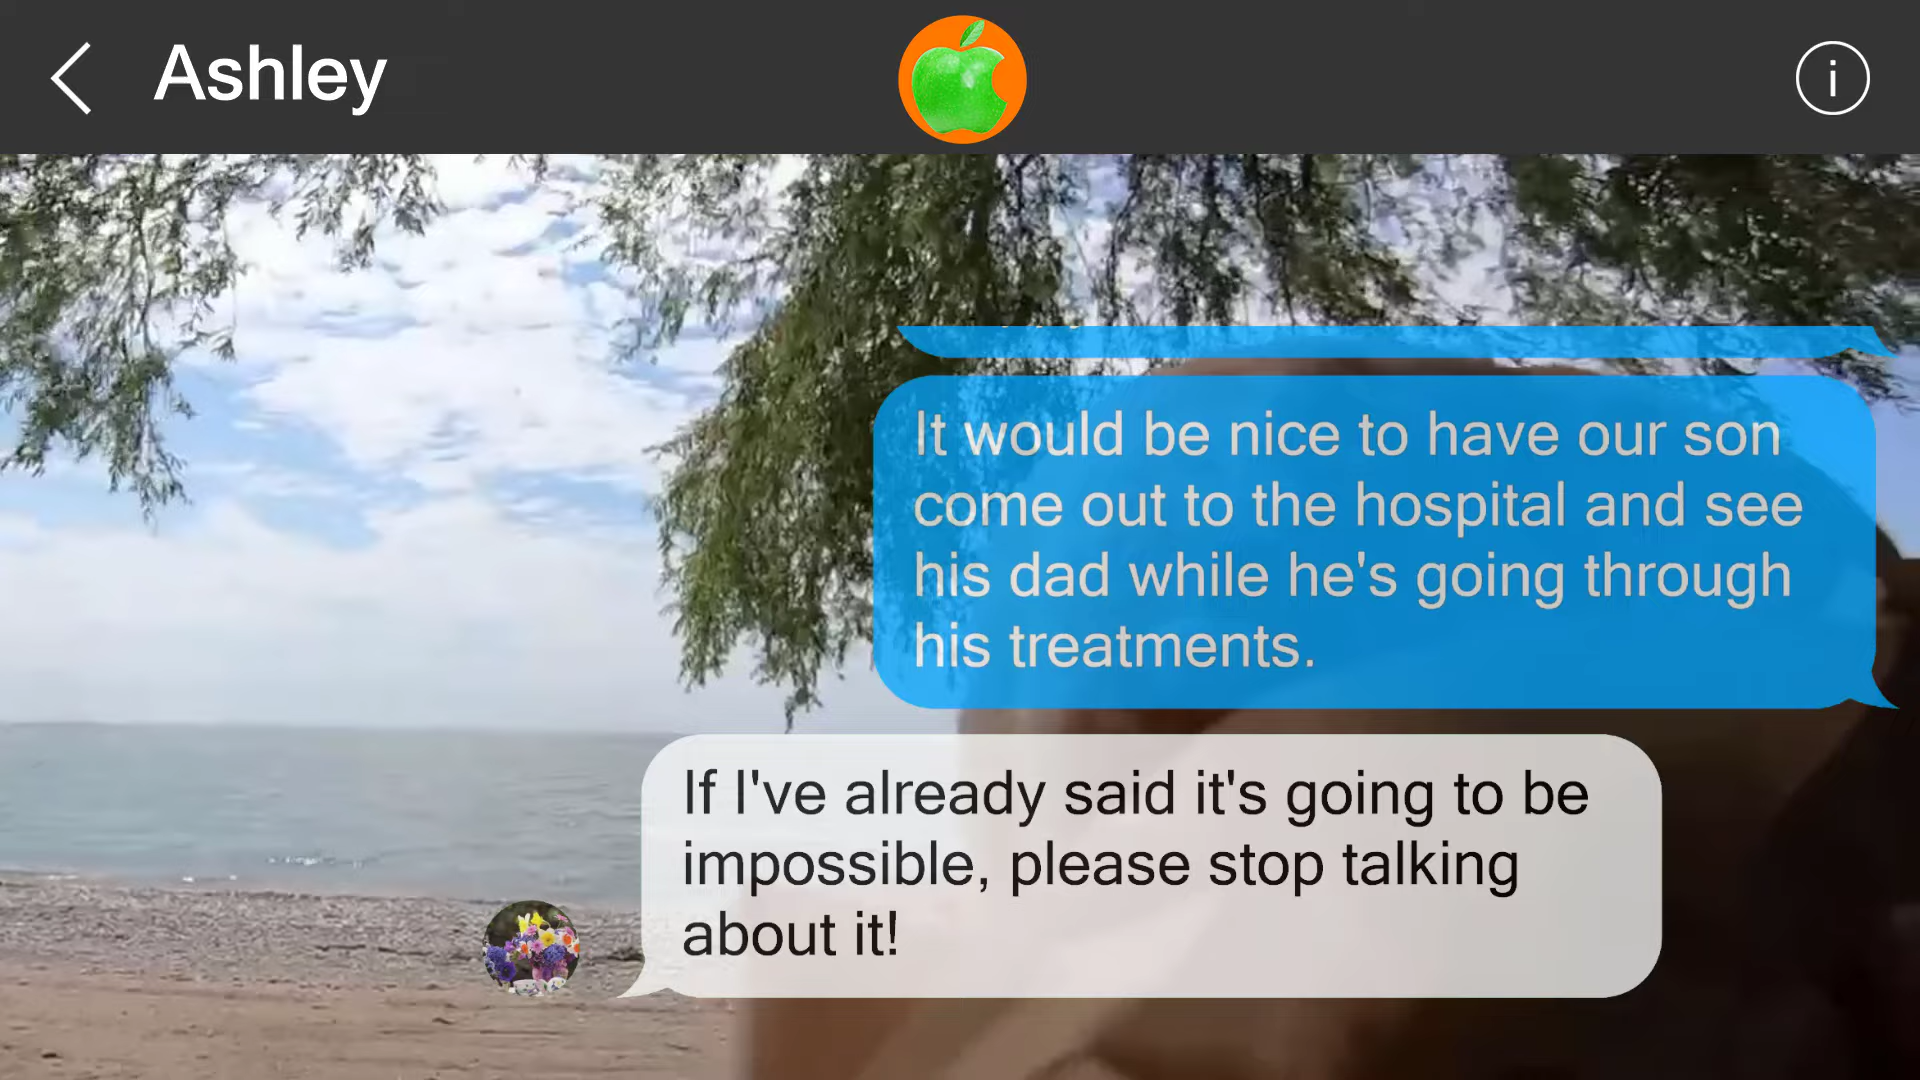 Ashley
It would be nice to have our son
come out to the hospital and see
his dad while he's going through
his treatments.
If I've already said it's going to be
impossible, please stop talking
about it!